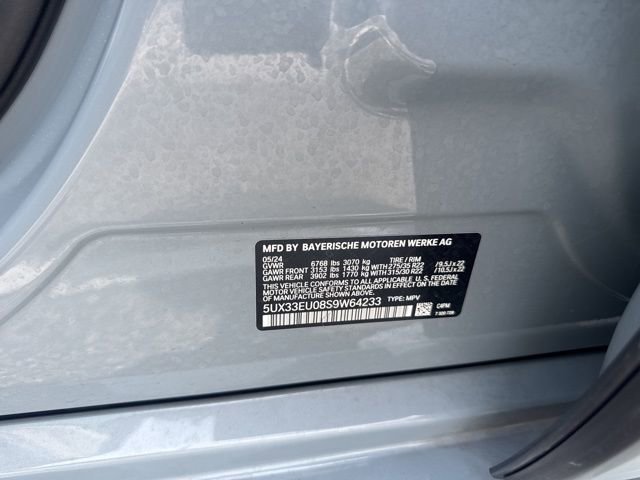 MFD BY BAYERISCHE MOTOREN WERKE AG
05/24 TIRE / RIM
GVWR 6768 lbs 3070 kg
GAWR FRONT 3153 lbs 1430 kg WITH 275/35 R22 /9.5Jx22
GAWR REAR 3902 lbs 1770 kg WITH 315/30 R22 /10.5Jx22
THIS VEHICLE CONFORMS TO ALL APPLICABLE U. S. FEDERAL
MOTOR VEHICLE SAFETY STANDARDS IN EFFECT ON THE DATE
OF MANUFACTURE SHOWN ABOVE.
5UX33EU08S9W64233 TYPE: MPV
C4PM